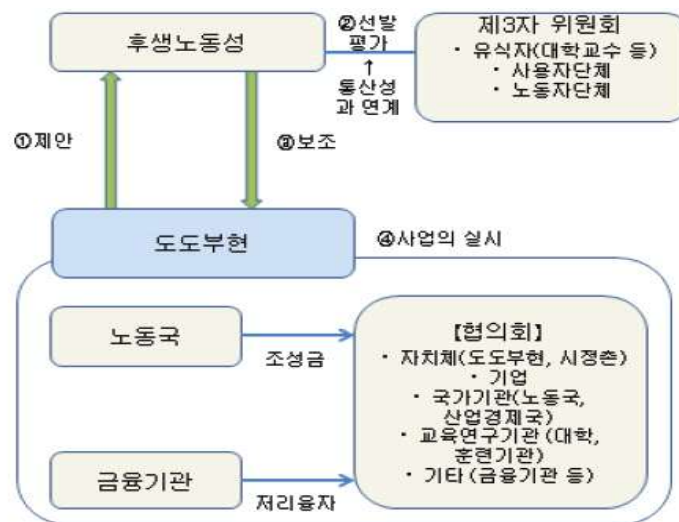 후생노동성
②선발
평가
↑
통산성
과 연계
제3자 위원회
・ 유식자(대학교수 등)
・ 사용자단체
・ 노동자단체
①제안
③보조
도도부현
④사업의 실시
노동국
조성금
【협의회】
・ 자치체(도도부현, 시정촌)
・ 기업
・ 국가기관(노동국,
산업경제국)
・ 교육연구기관 (대학,
훈련기관)
・ 기타 (금융기관 등)
금융기관
저리융자